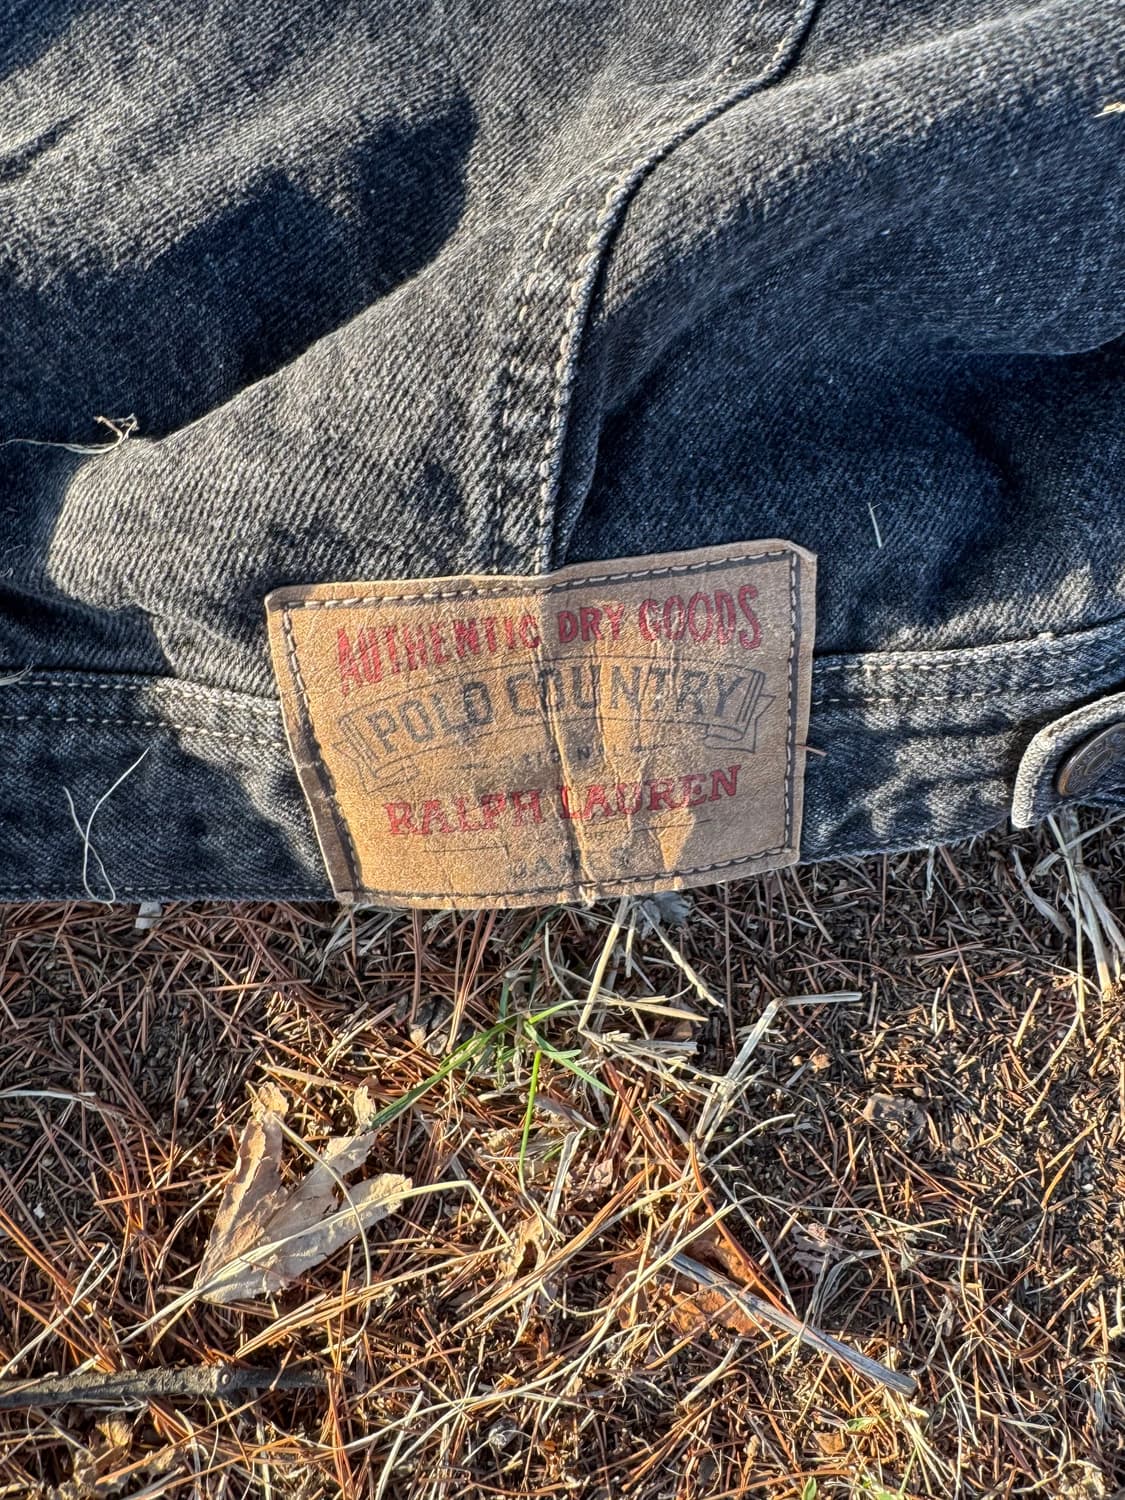 AUTHENTIC DRY GOODS
POLO COUNTRY
RALPH LAUREN